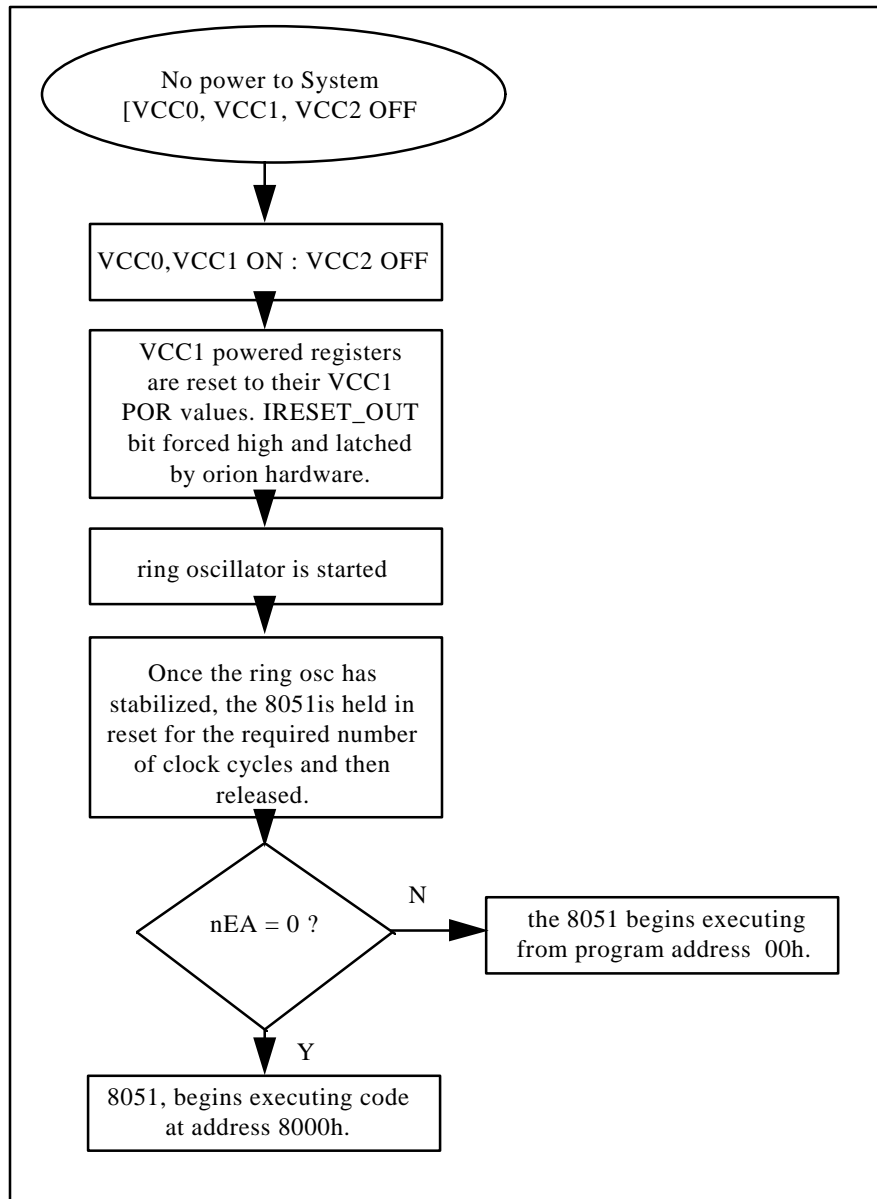 No power to System
[VCC0, VCC1, VCC2 OFF
VCC0,VCC1 ON : VCC2 OFF
VCC1 powered registers
are reset to their VCC1
POR values. IRESET_OUT
bit forced high and latched
by orion hardware.
ring oscillator is started
Once the ring osc has
stabilized, the 8051is held in
reset for the required number
of clock cycles and then
released.
nEA = 0 ?
N
the 8051 begins executing
from program address  00h.
Y
8051, begins executing code
at address 8000h.